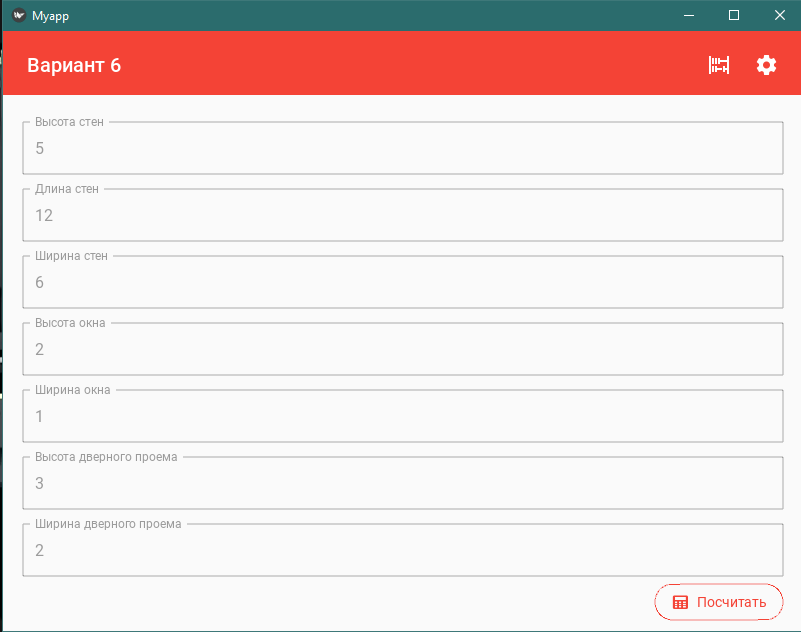 Myapp
Вариант 6
Высота стен
5
Длина стен
12
Ширина стен
6
Высота окна
2
Ширина окна
1
Высота дверного проема
3
Ширина дверного проема
2
Посчитать